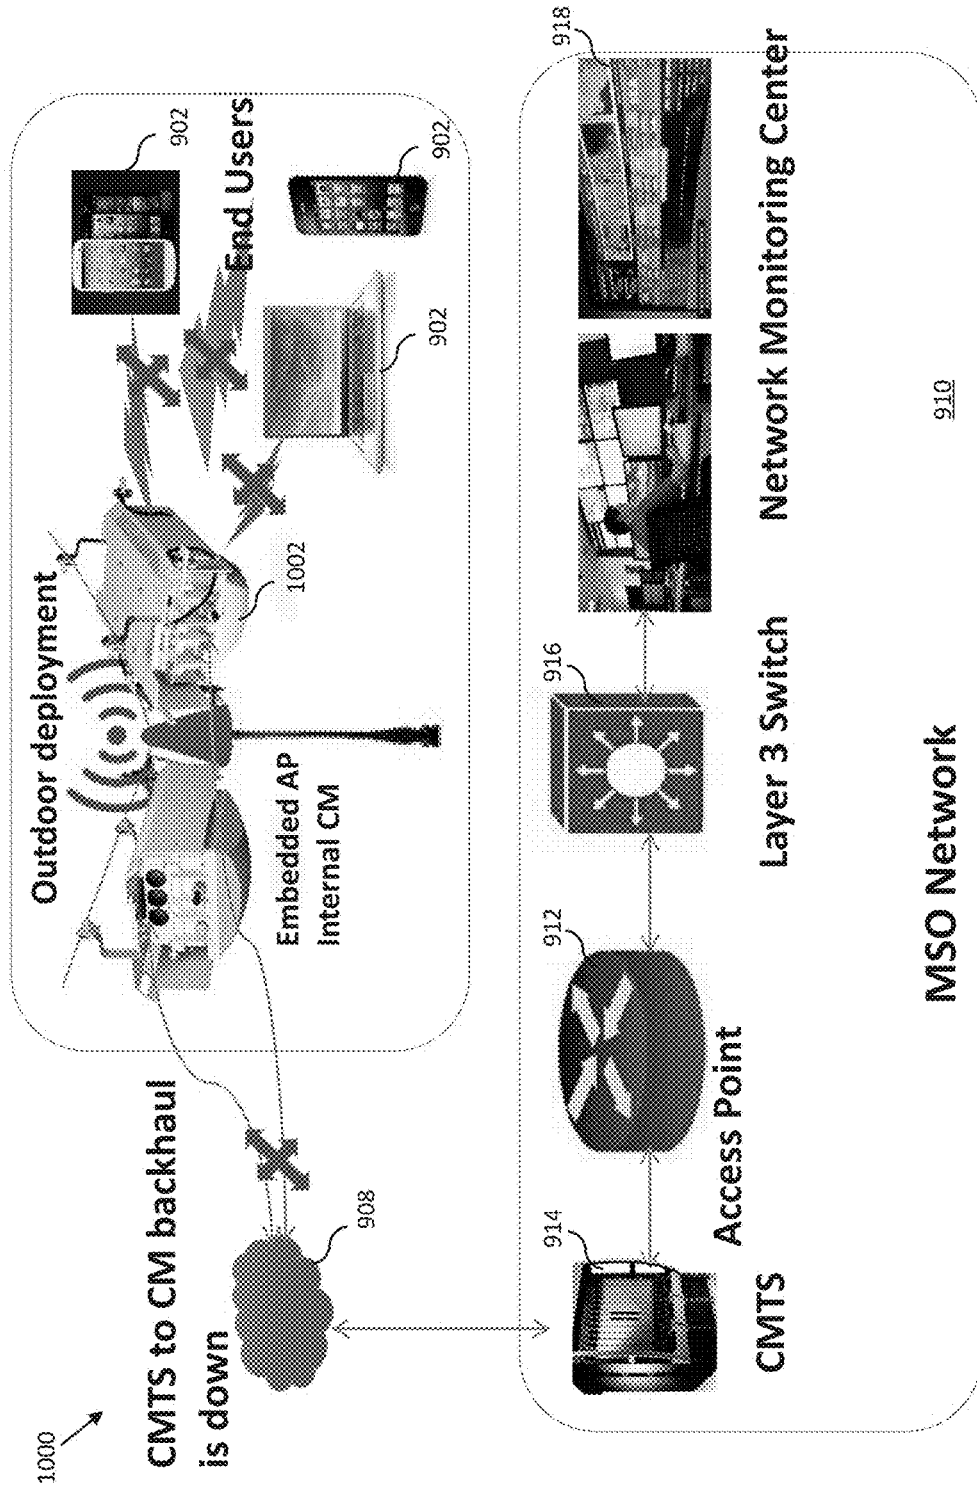 1000
CMTS to CM backhaul
is down
908
Outdoor deployment
Embedded AP
Internal CM
1002
End Users
902
902
902
914
CMTS
912
Access Point
916
Layer 3 Switch
918
Network Monitoring Center
MSO Network
910